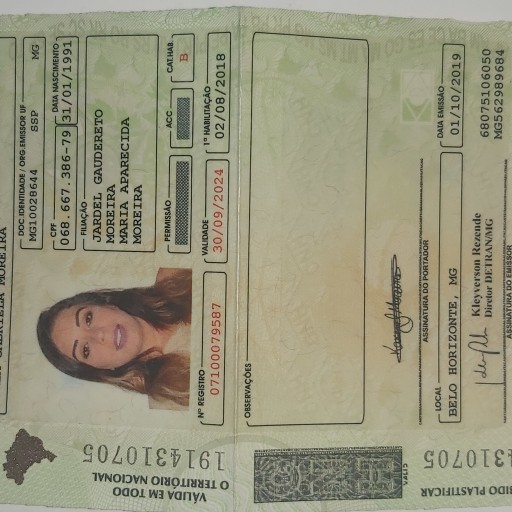 GABRIELA MOREIRA
DOC. IDENTIDADE / ORG. EMISSOR UF
MG10028644 SSP MG
CPF
068.667.386-79
DATA NASCIMENTO
31/01/1991
FILIAÇÃO
JARDEL GAUDERETO
MOREIRA
MARIA APARECIDA
MOREIRA
PERMISSÃO
ACC
CAT.HAB.
B
Nº REGISTRO
07100079587
VALIDADE
30/09/2024
1ª HABILITAÇÃO
02/08/2018
VÁLIDA EM TODO
O TERRITÓRIO NACIONAL
1914310705
OBSERVAÇÕES
ASSINATURA DO PORTADOR
LOCAL
BELO HORIZONTE, MG
DATA EMISSÃO
01/10/2019
Kleyverson Rezende
Diretor DETRAN/MG
68075106050
MG562989684
ASSINATURA DO EMISSOR
PLASTIFICAR
4310705